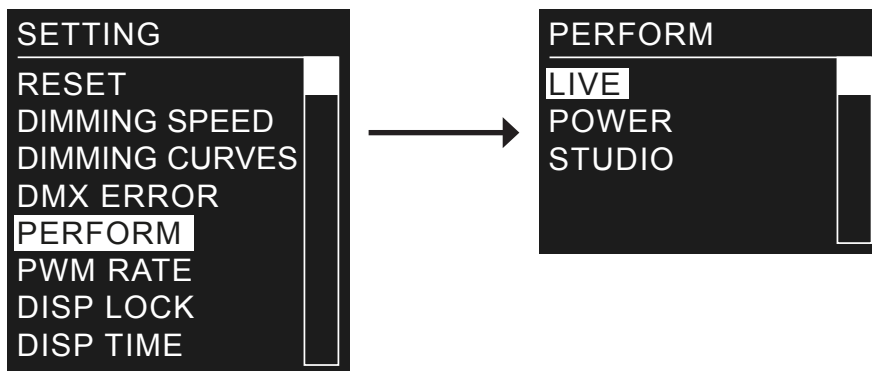 SETTING
RESET
DIMMING SPEED
DIMMING CURVES
DMX ERROR
PERFORM
PWM RATE
DISP LOCK
DISP TIME
PERFORM
LIVE
POWER
STUDIO